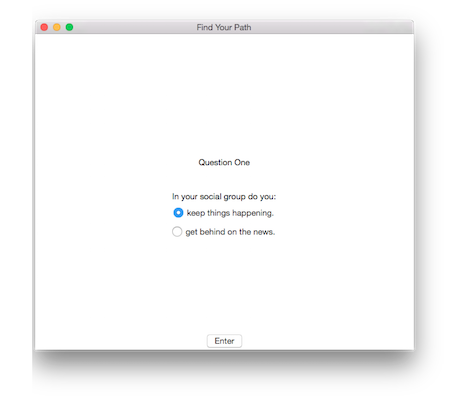 Find Your Path
Question One
In your social group do you:
keep things happening.
get behind on the news.
Enter